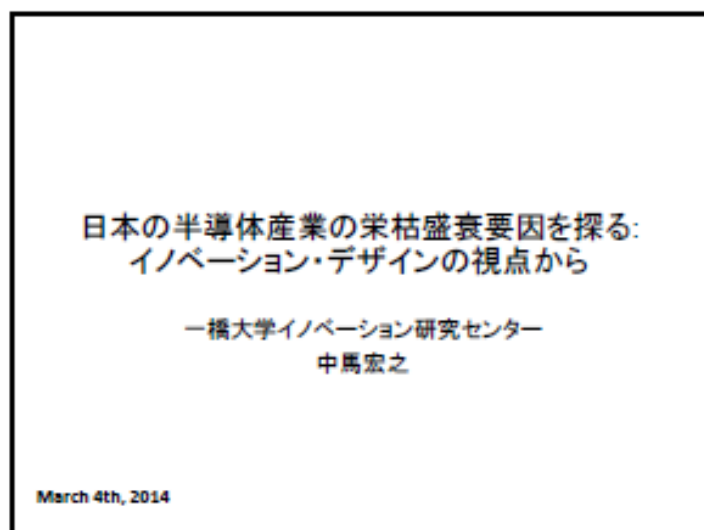 日本の半導体産業の栄枯盛衰要因を探る:
イノベーション・デザインの視点から
一橋大学イノベーション研究センター
中馬宏之
March 4th, 2014